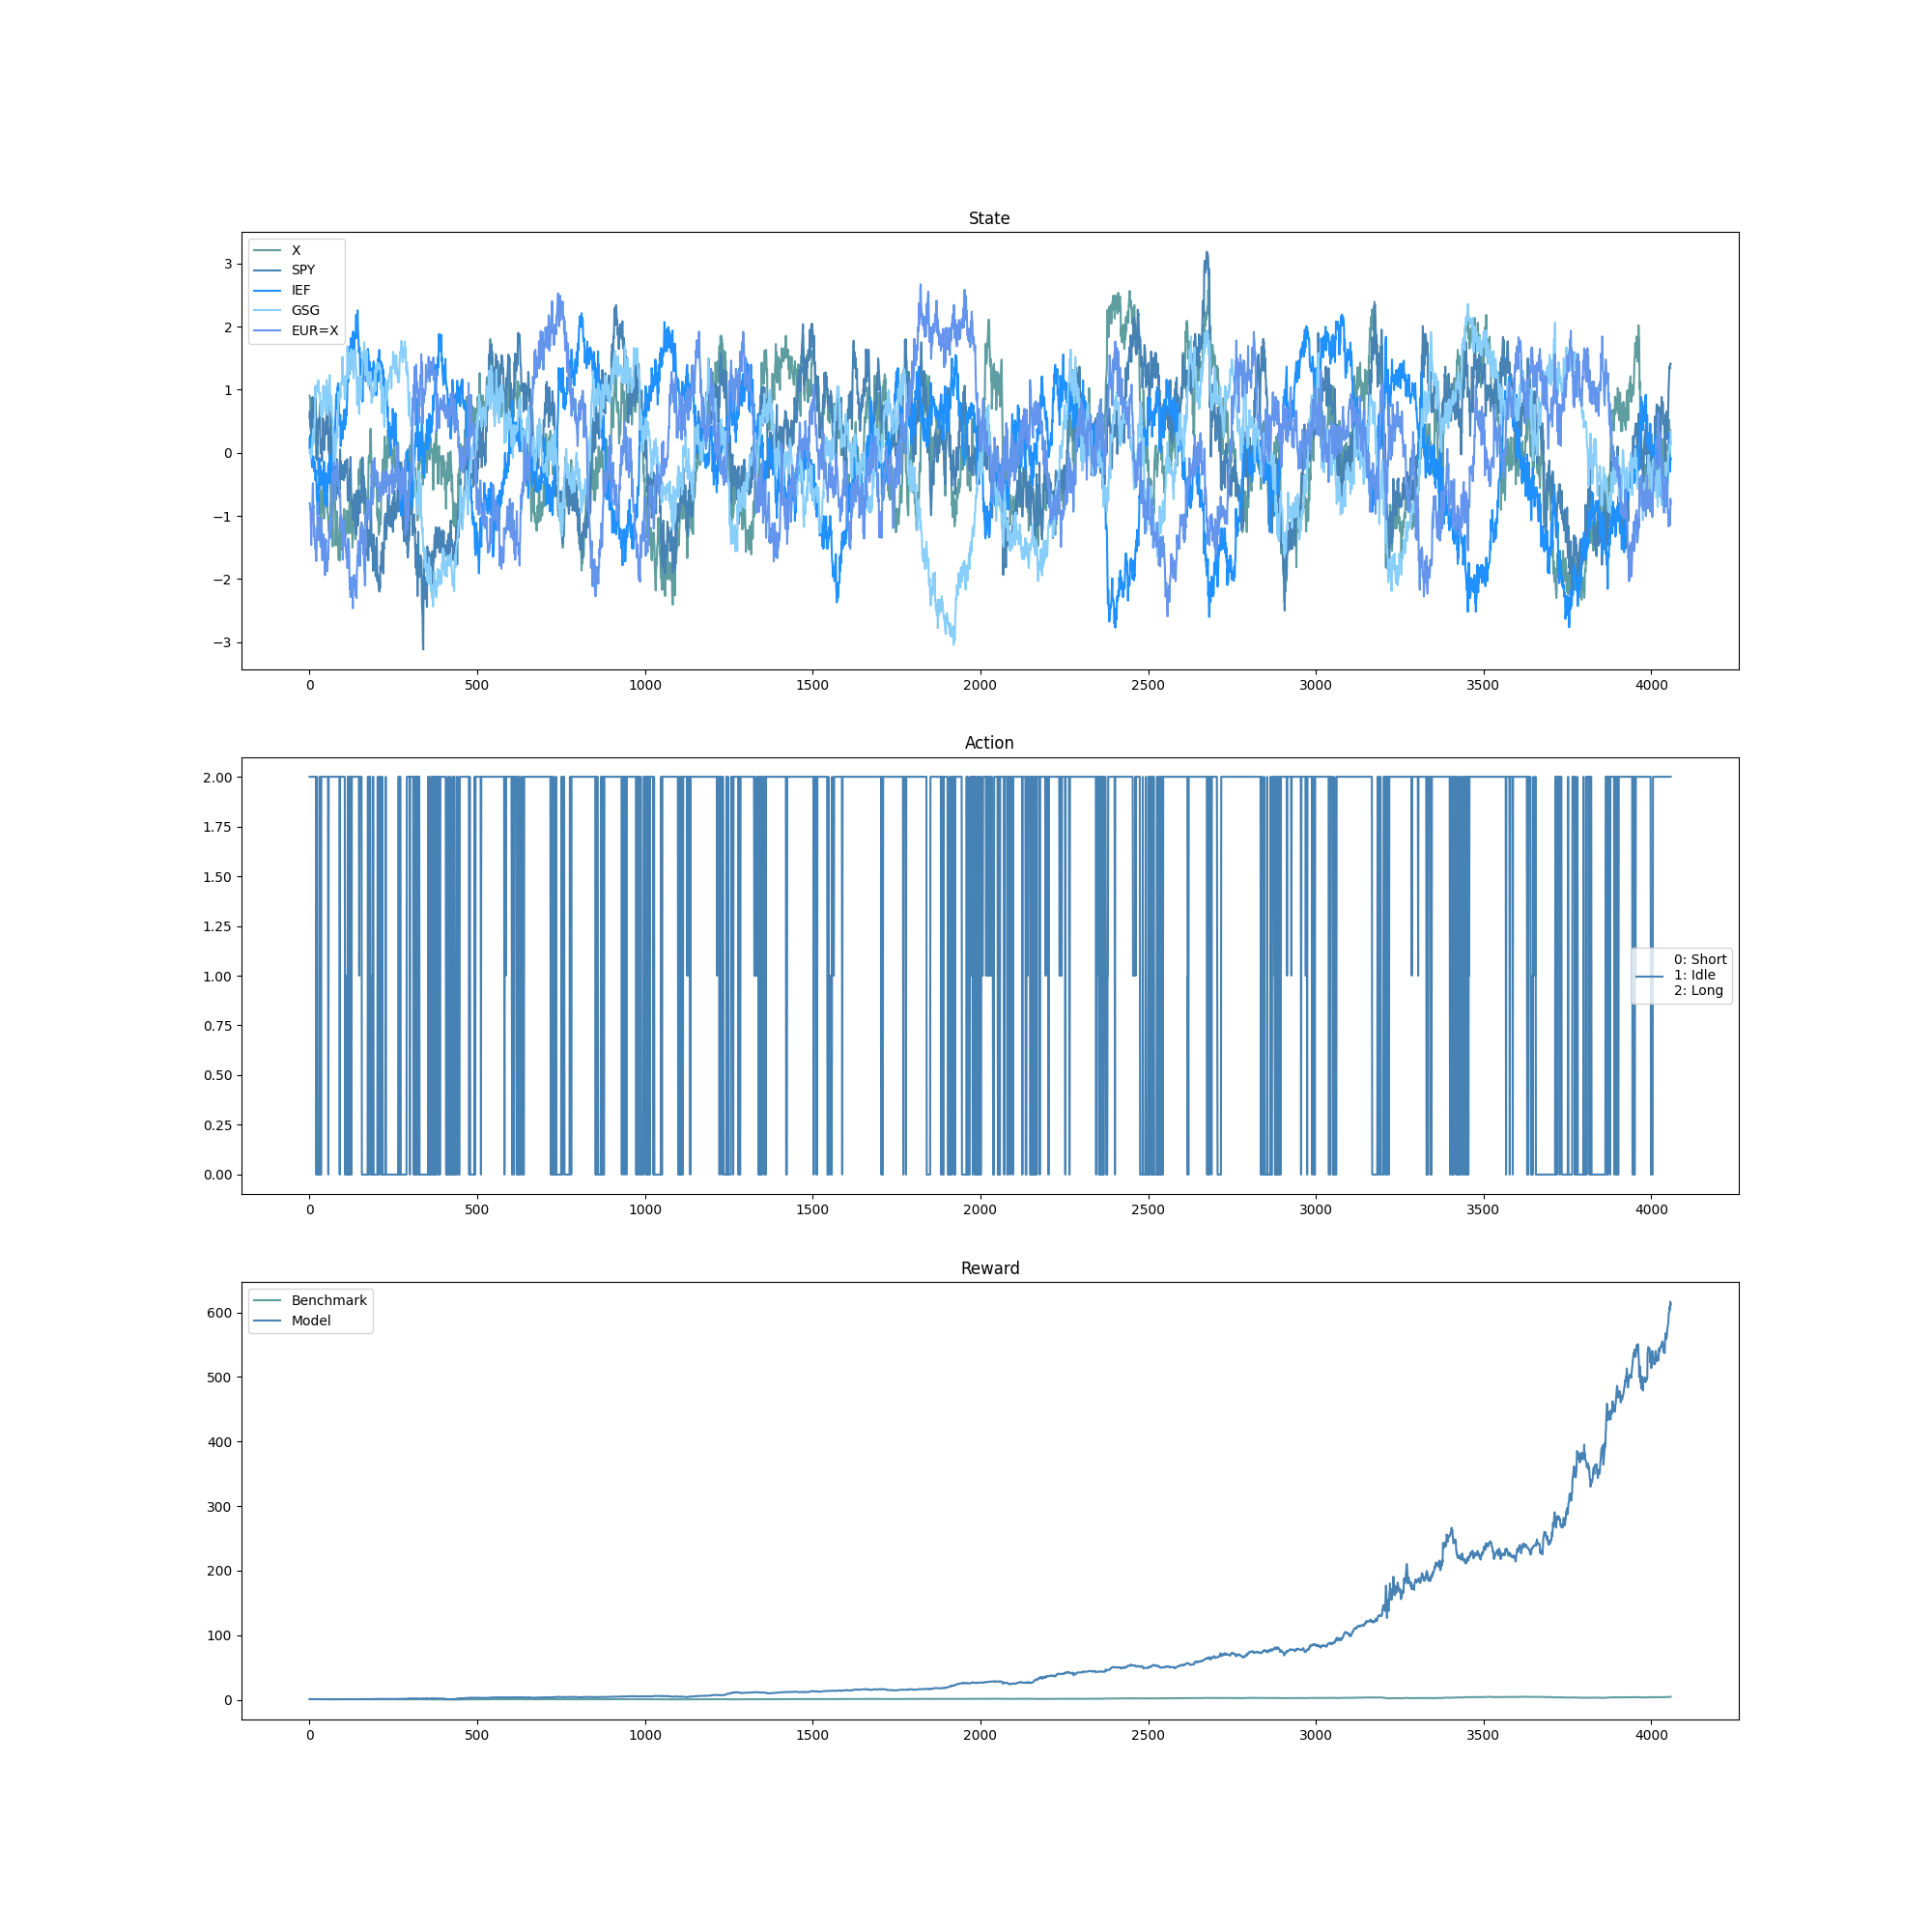 State
X
SPY
IEF
GSG
EUR=X
3
2
1
0
−1
−2
−3
0 500 1000 1500 2000 2500 3000 3500 4000
Action
2.00
1.75
1.50
1.25
1.00
0.75
0.50
0.25
0.00
0: Short
1: Idle
2: Long
0 500 1000 1500 2000 2500 3000 3500 4000
Reward
Benchmark
Model
600
500
400
300
200
100
0
0 500 1000 1500 2000 2500 3000 3500 4000